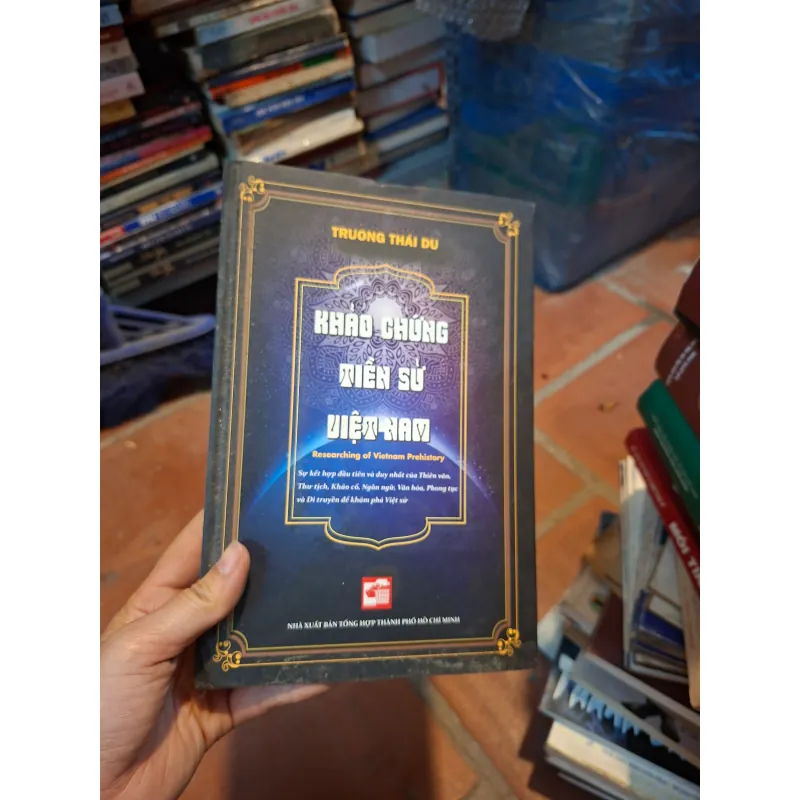 TRƯƠNG THÁI DU
KHẢO CHỨNG
TIỀN SỬ
VIỆT NAM
Researching of Vietnam Prehistory
Sự kết hợp đầu tiên và duy nhất của Thiên văn,
Thư tịch, Khảo cổ, Ngôn ngữ, Văn hóa, Phong tục
và Di truyền để khám phá Việt sử
NHÀ XUẤT BẢN TỔNG HỢP THÀNH PHỐ HỒ CHÍ MINH